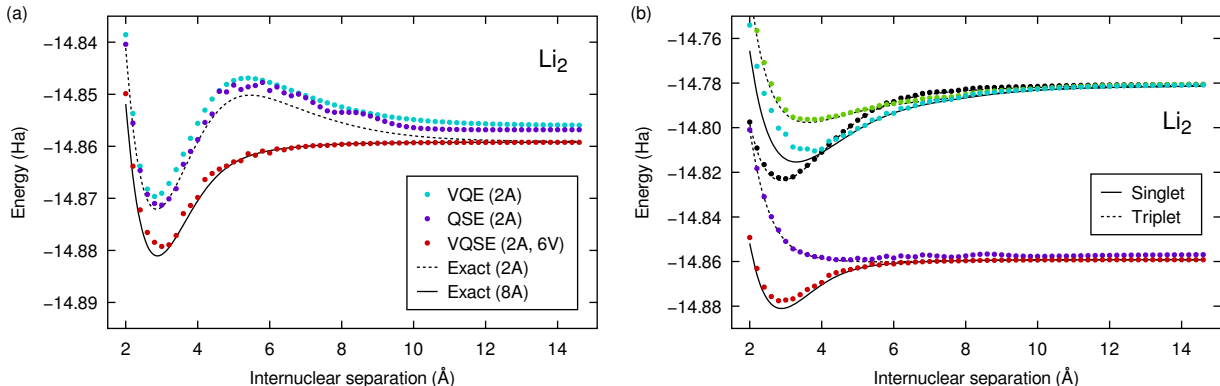 (a)
Energy (Ha)
−14.84
−14.85
−14.86
−14.87
−14.88
−14.89
Li2
VQE (2A)
QSE (2A)
VQSE (2A, 6V)
Exact (2A)
Exact (8A)
2 4 6 8 10 12 14
Internuclear separation (Å)
(b)
Energy (Ha)
−14.76
−14.78
−14.80
−14.82
−14.84
−14.86
−14.88
Li2
Singlet
Triplet
2 4 6 8 10 12 14
Internuclear separation (Å)